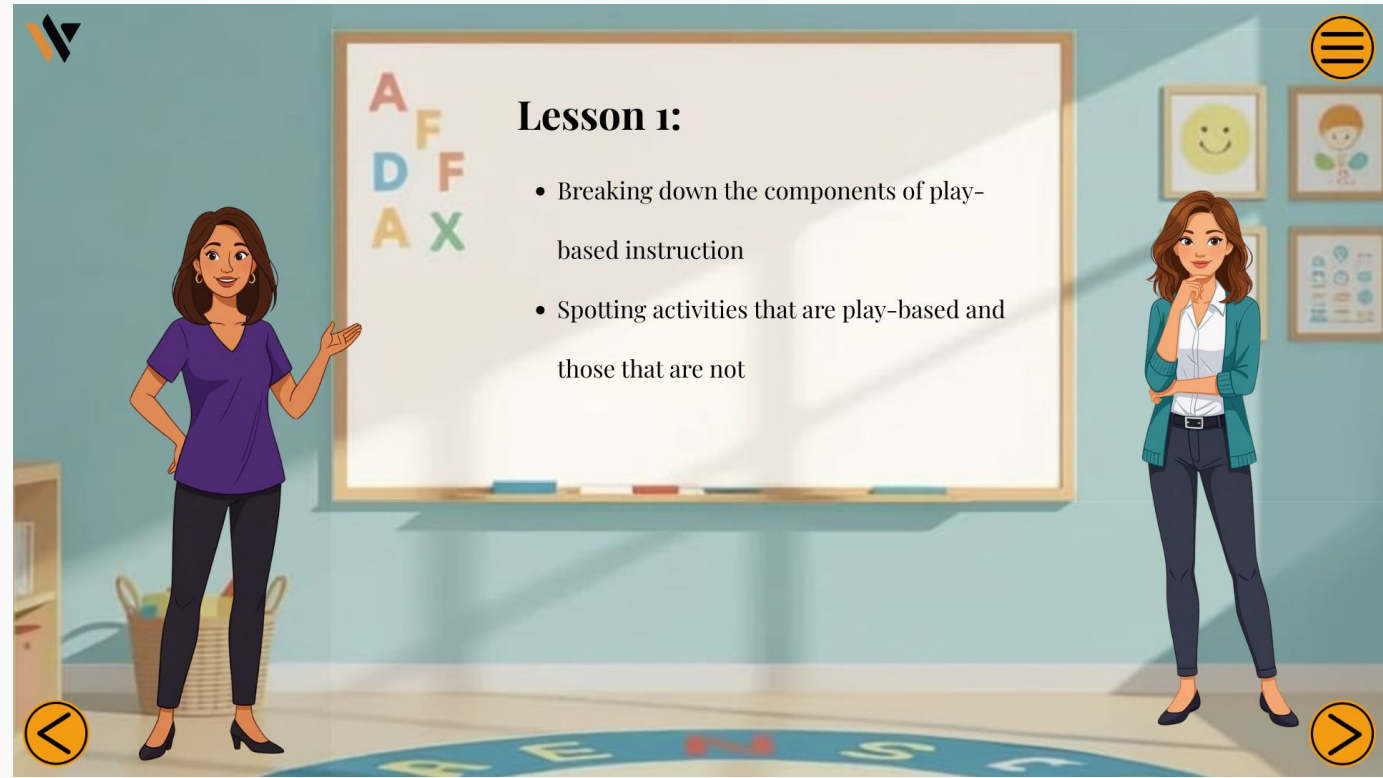 Lesson 1:
• Breaking down the components of play-
based instruction
• Spotting activities that are play-based and
those that are not
A
F
D F
A X
R E N S C